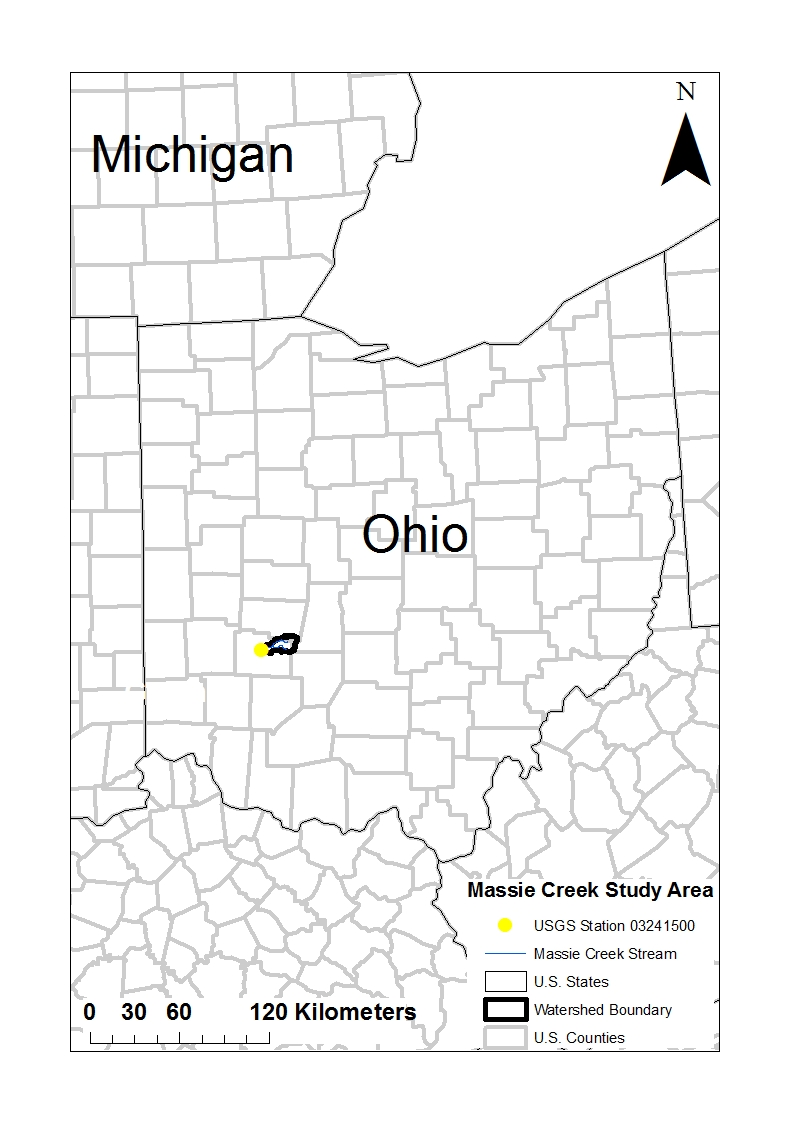 N
Michigan
Ohio
Massie Creek Study Area
USGS Station 03241500
Massie Creek Stream
U.S. States
Watershed Boundary
U.S. Counties
0 30 60 120 Kilometers